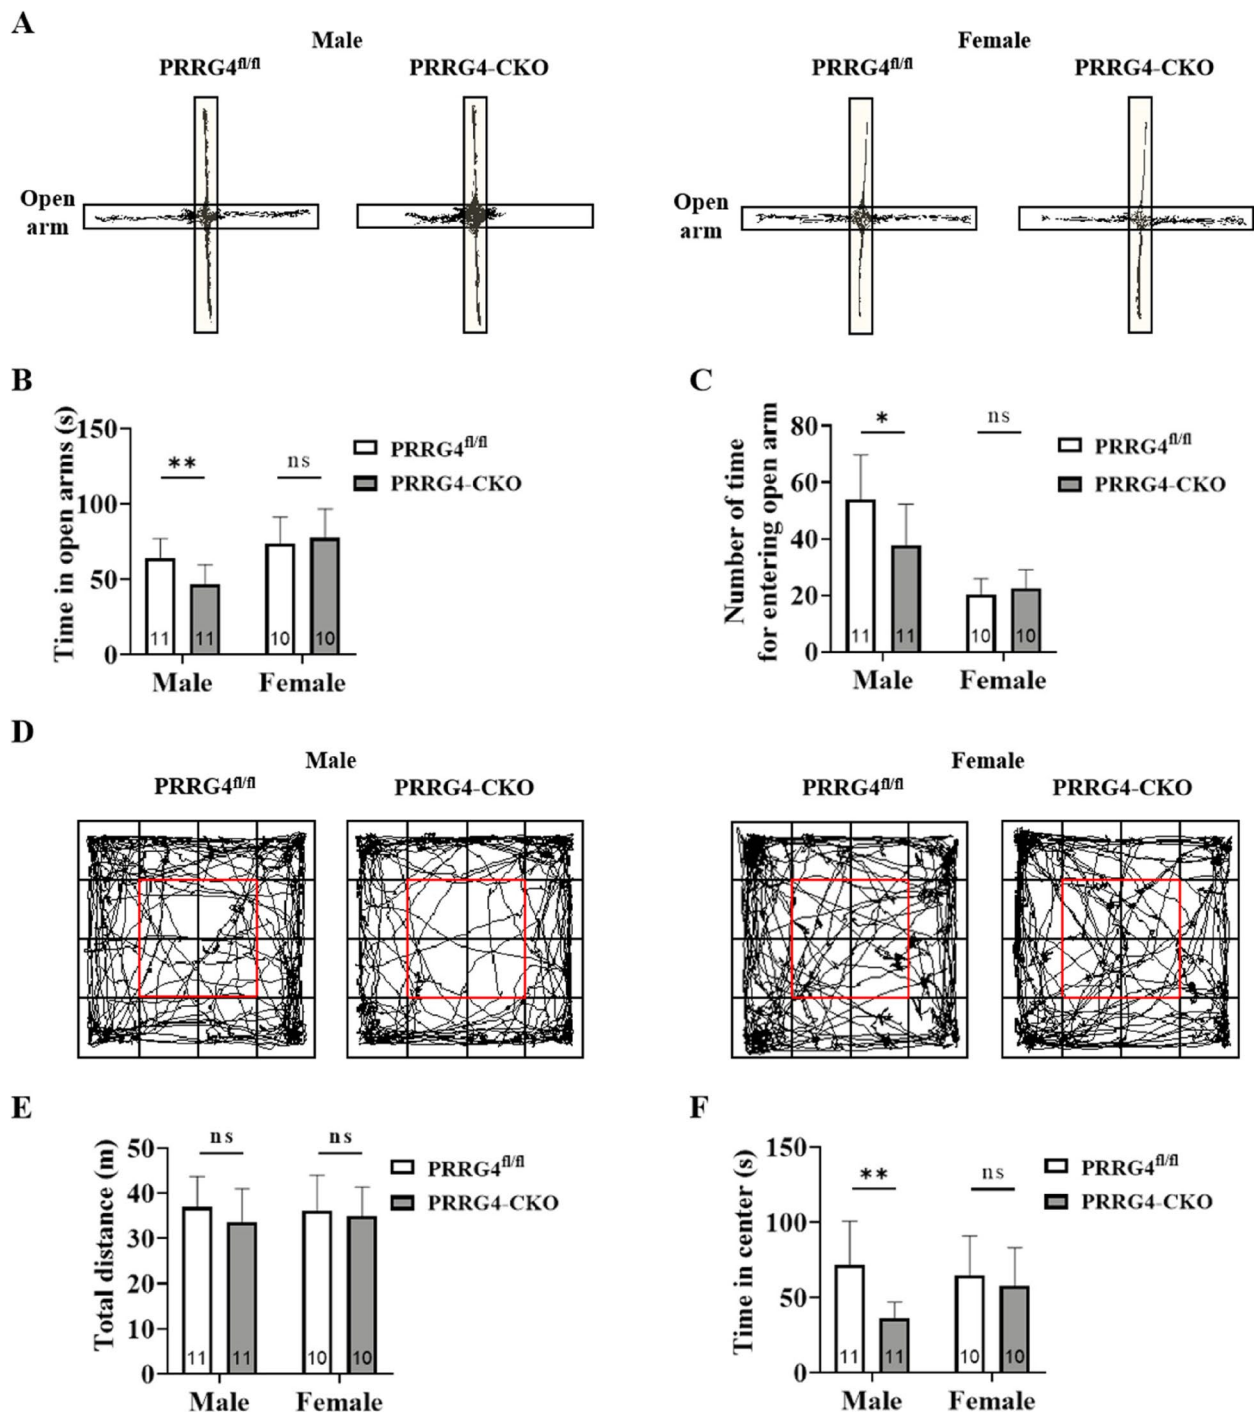 A
Male
Female
PRRG4fl/fl
PRRG4-CKO
PRRG4fl/fl
PRRG4-CKO
Open
arm
Open
arm
B
Time in open arms (s)
150
100
50
0
**
ns
11
11
10
10
Male
Female
PRRG4fl/fl
PRRG4-CKO
C
Number of time
for entering open arm
80
60
40
20
0
*
ns
11
11
10
10
Male
Female
PRRG4fl/fl
PRRG4-CKO
D
Male
Female
PRRG4fl/fl
PRRG4-CKO
PRRG4fl/fl
PRRG4-CKO
E
Total distance (m)
50
40
30
20
10
0
ns
ns
11
11
10
10
Male
Female
PRRG4fl/fl
PRRG4-CKO
F
Time in center (s)
150
100
50
0
**
ns
11
11
10
10
Male
Female
PRRG4fl/fl
PRRG4-CKO